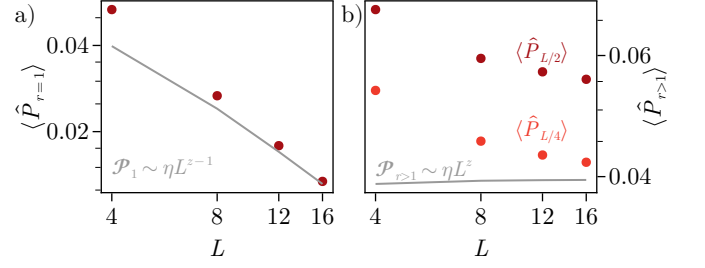 a)
0.04
0.02
⟨P̂_{r=1}⟩
𝒫_1 ∼ ηL^{z−1}
4 8 12 16
L
b)
⟨P̂_{L/2}⟩
⟨P̂_{L/4}⟩
𝒫_{r>1} ∼ ηL^z
0.06
0.04
⟨P̂_{r>1}⟩
4 8 12 16
L